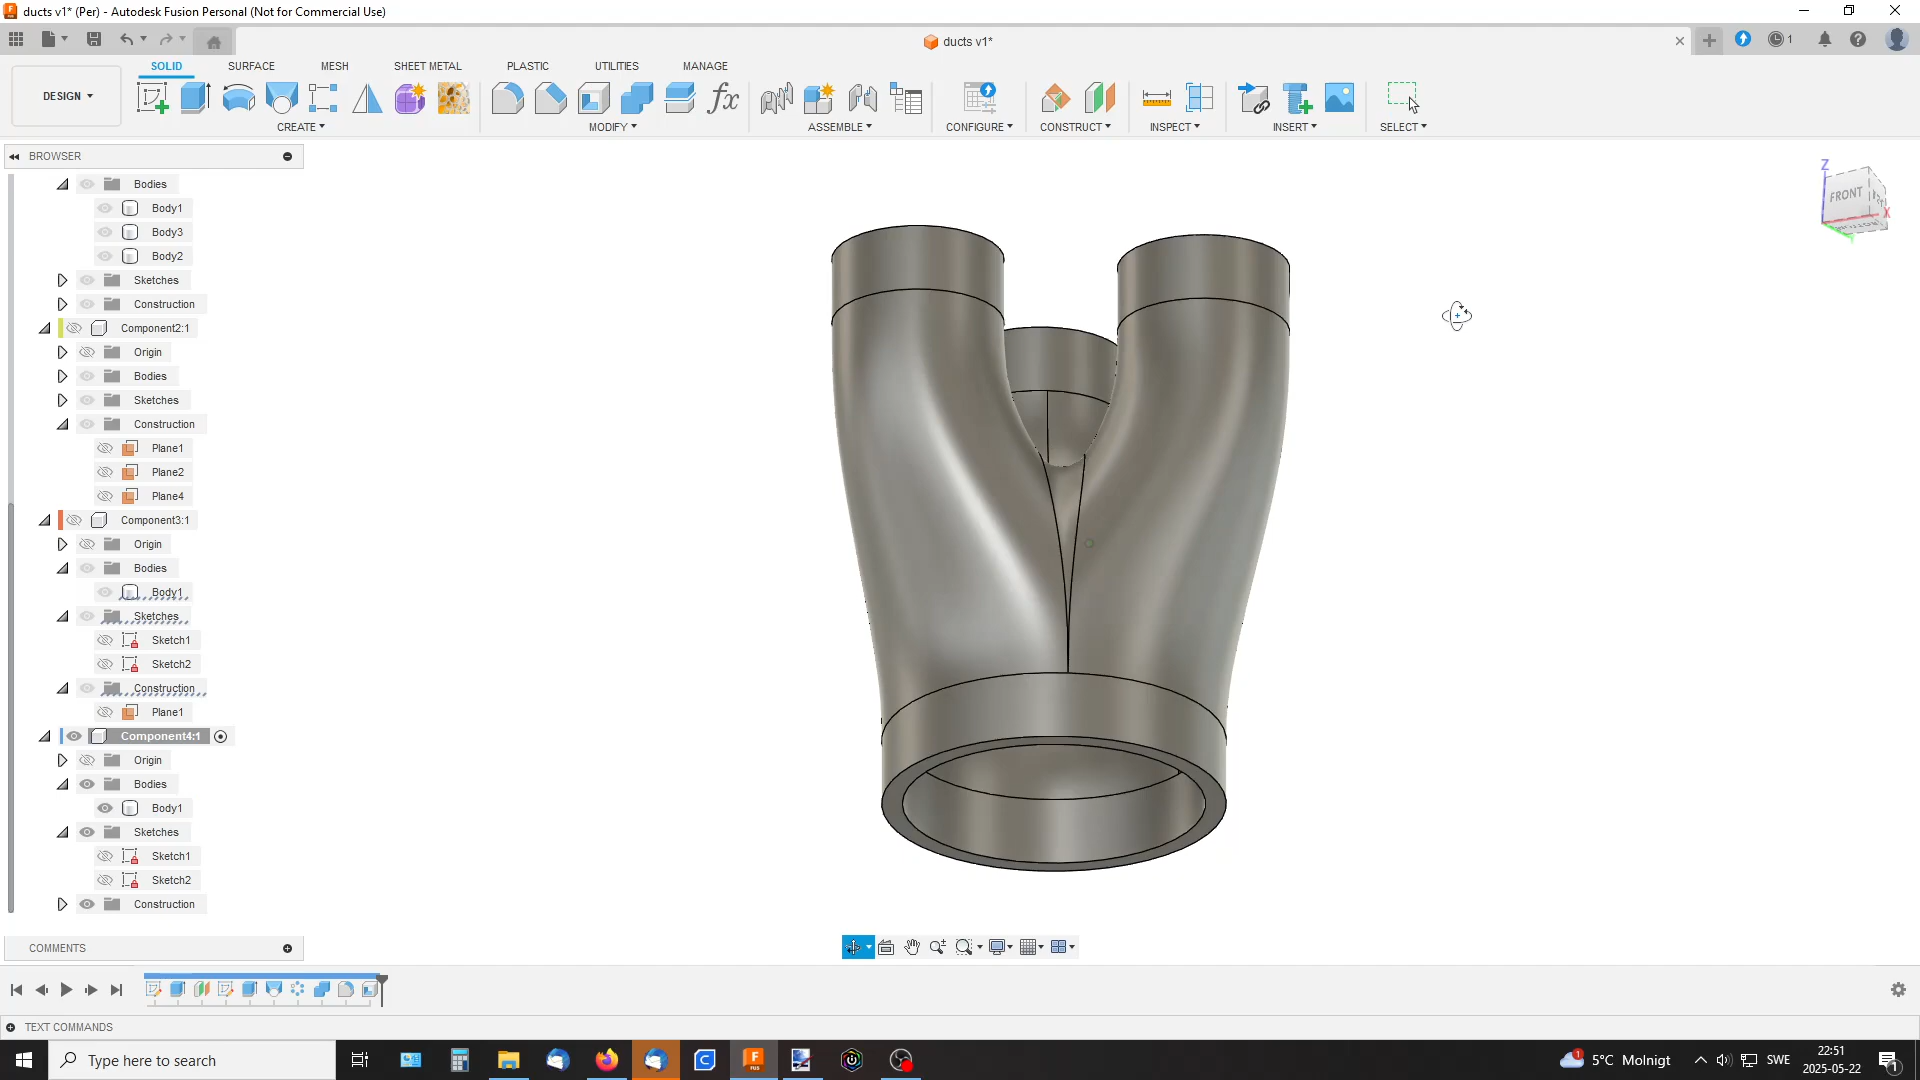 ducts v1* (Per) - Autodesk Fusion Personal (Not for Commercial Use)
ducts v1*
1
DESIGN
SOLID SURFACE MESH SHEET METAL PLASTIC UTILITIES MANAGE
fx
CREATE MODIFY ASSEMBLE CONFIGURE CONSTRUCT INSPECT INSERT SELECT
BROWSER
Bodies
Body1
Body3
Body2
Sketches
Construction
Component2:1
Origin
Bodies
Sketches
Construction
Plane1
Plane2
Plane4
Component3:1
Origin
Bodies
Body1
Sketches
Sketch1
Sketch2
Construction
Plane1
Component4:1
Origin
Bodies
Body1
Sketches
Sketch1
Sketch2
Construction
Z
FRONT
X
COMMENTS
TEXT COMMANDS
Type here to search
5°C Molnigt
SWE
22:51
2025-05-22